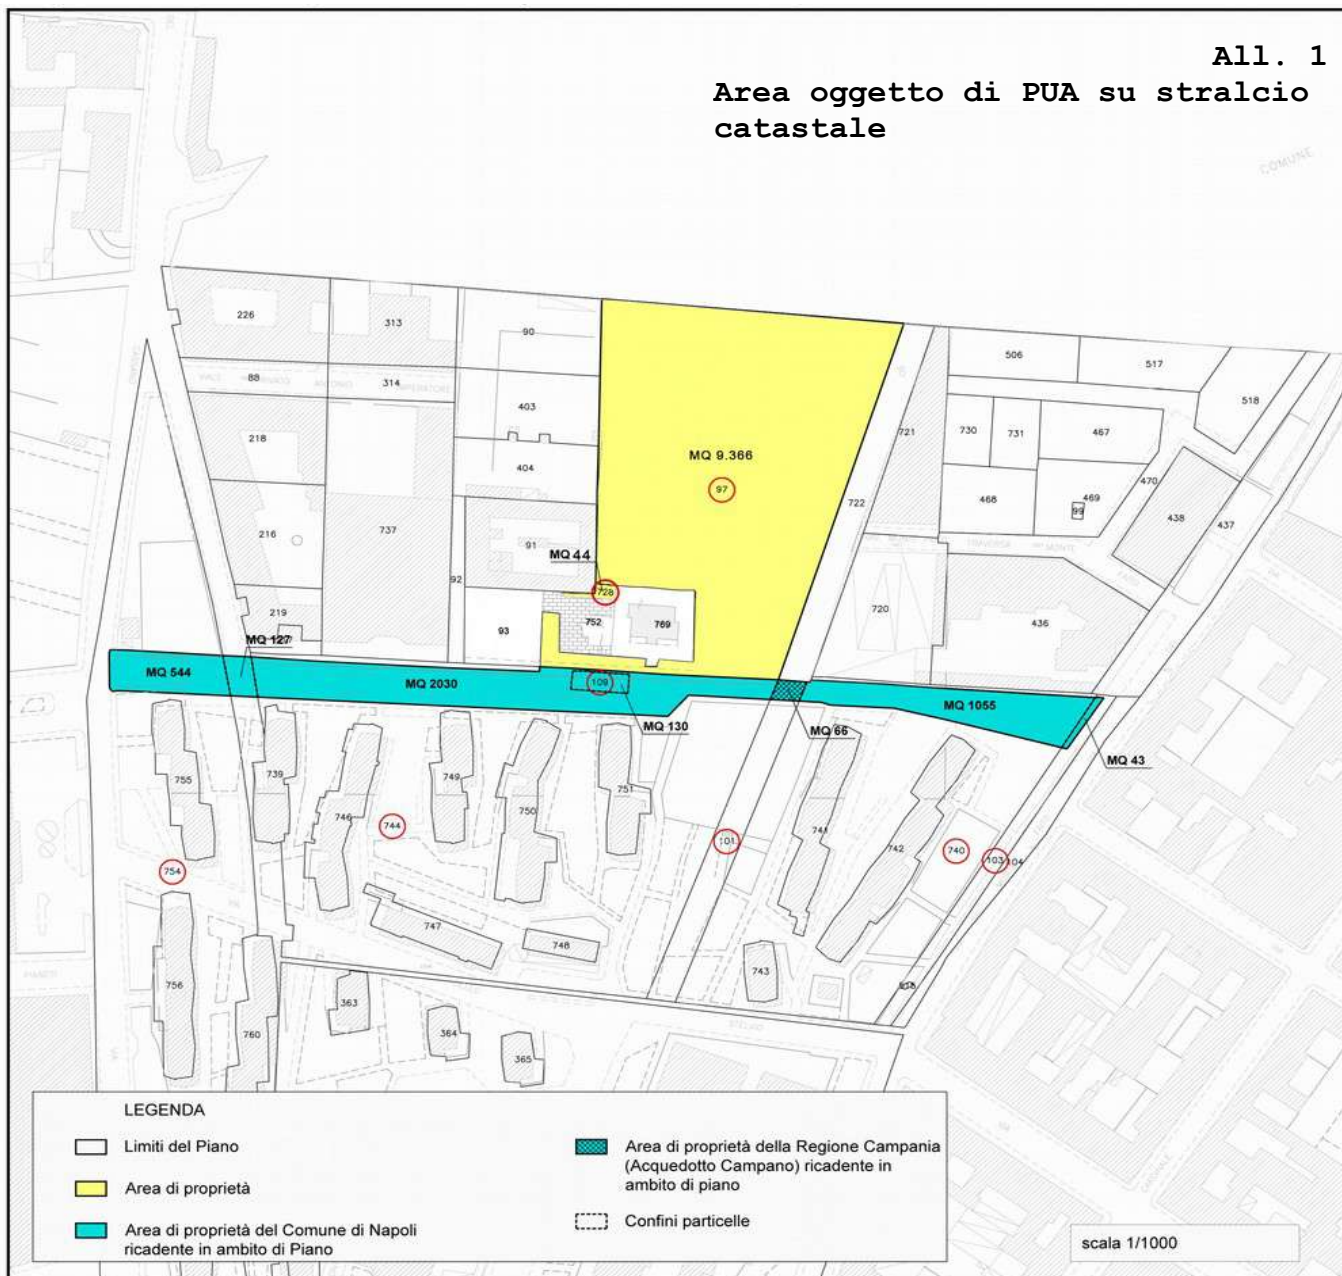 All. 1
Area oggetto di PUA su stralcio
catastale
COMUNE
226
313
90
506
517
88
314
518
403
730
731
467
218
721
404
MQ 9.366
97
468
469
470
99
438
437
722
737
216
91
MQ 44
TRAVERSA
MONTE
92
728
720
219
93
752
769
436
MQ 127
MQ 544
MQ 2030
109
MQ 130
MQ 66
MQ 1055
MQ 43
755
739
749
751
746
750
744
741
742
101
740
103
104
754
747
748
743
756
760
363
364
365
STELVIO
VIA
CARDINALE
LEGENDA
Limiti del Piano
Area di proprietà
Area di proprietà del Comune di Napoli
ricadente in ambito di Piano
Area di proprietà della Regione Campania
(Acquedotto Campano) ricadente in
ambito di piano
Confini particelle
scala 1/1000